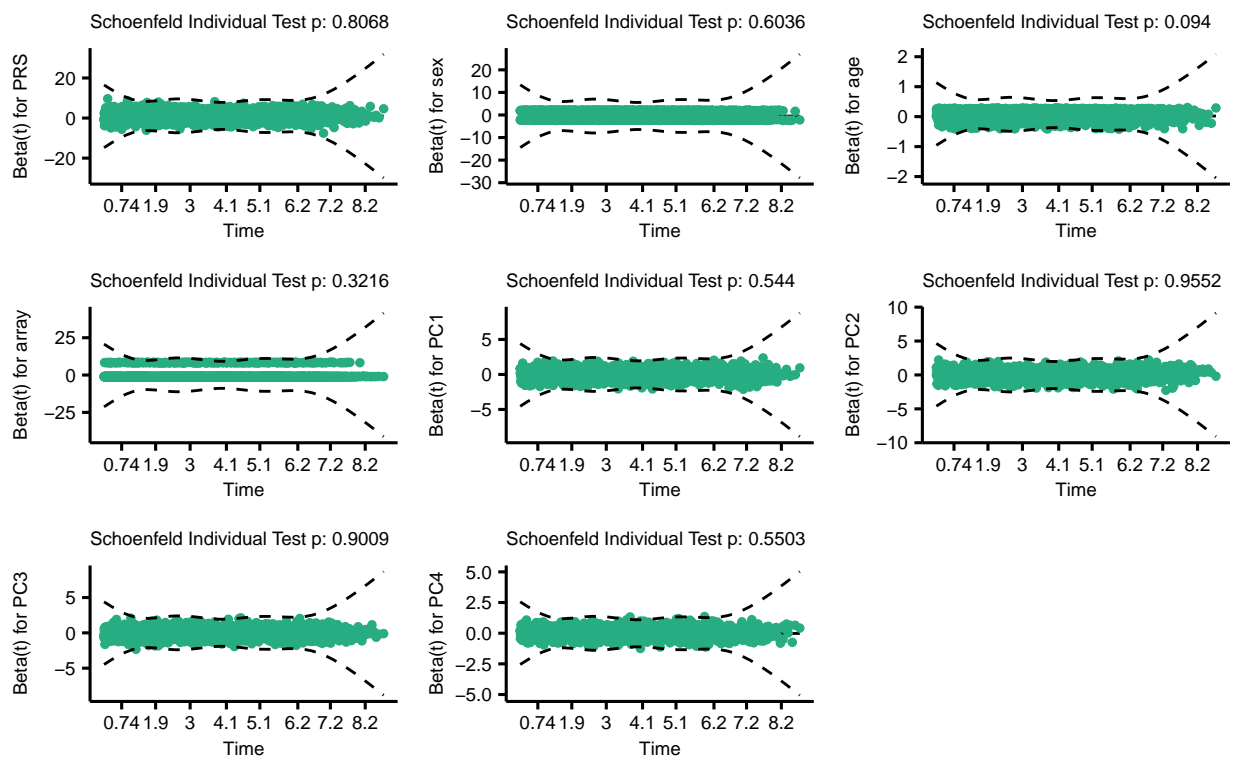 Schoenfeld Individual Test p: 0.8068
Beta(t) for PRS
20
0
−20
0.74 1.9 3 4.1 5.1 6.2 7.2 8.2
Time
Schoenfeld Individual Test p: 0.6036
Beta(t) for sex
20
10
0
−10
−20
−30
0.74 1.9 3 4.1 5.1 6.2 7.2 8.2
Time
Schoenfeld Individual Test p: 0.094
Beta(t) for age
2
1
0
−1
−2
0.74 1.9 3 4.1 5.1 6.2 7.2 8.2
Time
Schoenfeld Individual Test p: 0.3216
Beta(t) for array
25
0
−25
0.74 1.9 3 4.1 5.1 6.2 7.2 8.2
Time
Schoenfeld Individual Test p: 0.544
Beta(t) for PC1
5
0
−5
0.74 1.9 3 4.1 5.1 6.2 7.2 8.2
Time
Schoenfeld Individual Test p: 0.9552
Beta(t) for PC2
10
5
0
−5
−10
0.74 1.9 3 4.1 5.1 6.2 7.2 8.2
Time
Schoenfeld Individual Test p: 0.9009
Beta(t) for PC3
5
0
−5
0.74 1.9 3 4.1 5.1 6.2 7.2 8.2
Time
Schoenfeld Individual Test p: 0.5503
Beta(t) for PC4
5.0
2.5
0.0
−2.5
−5.0
0.74 1.9 3 4.1 5.1 6.2 7.2 8.2
Time